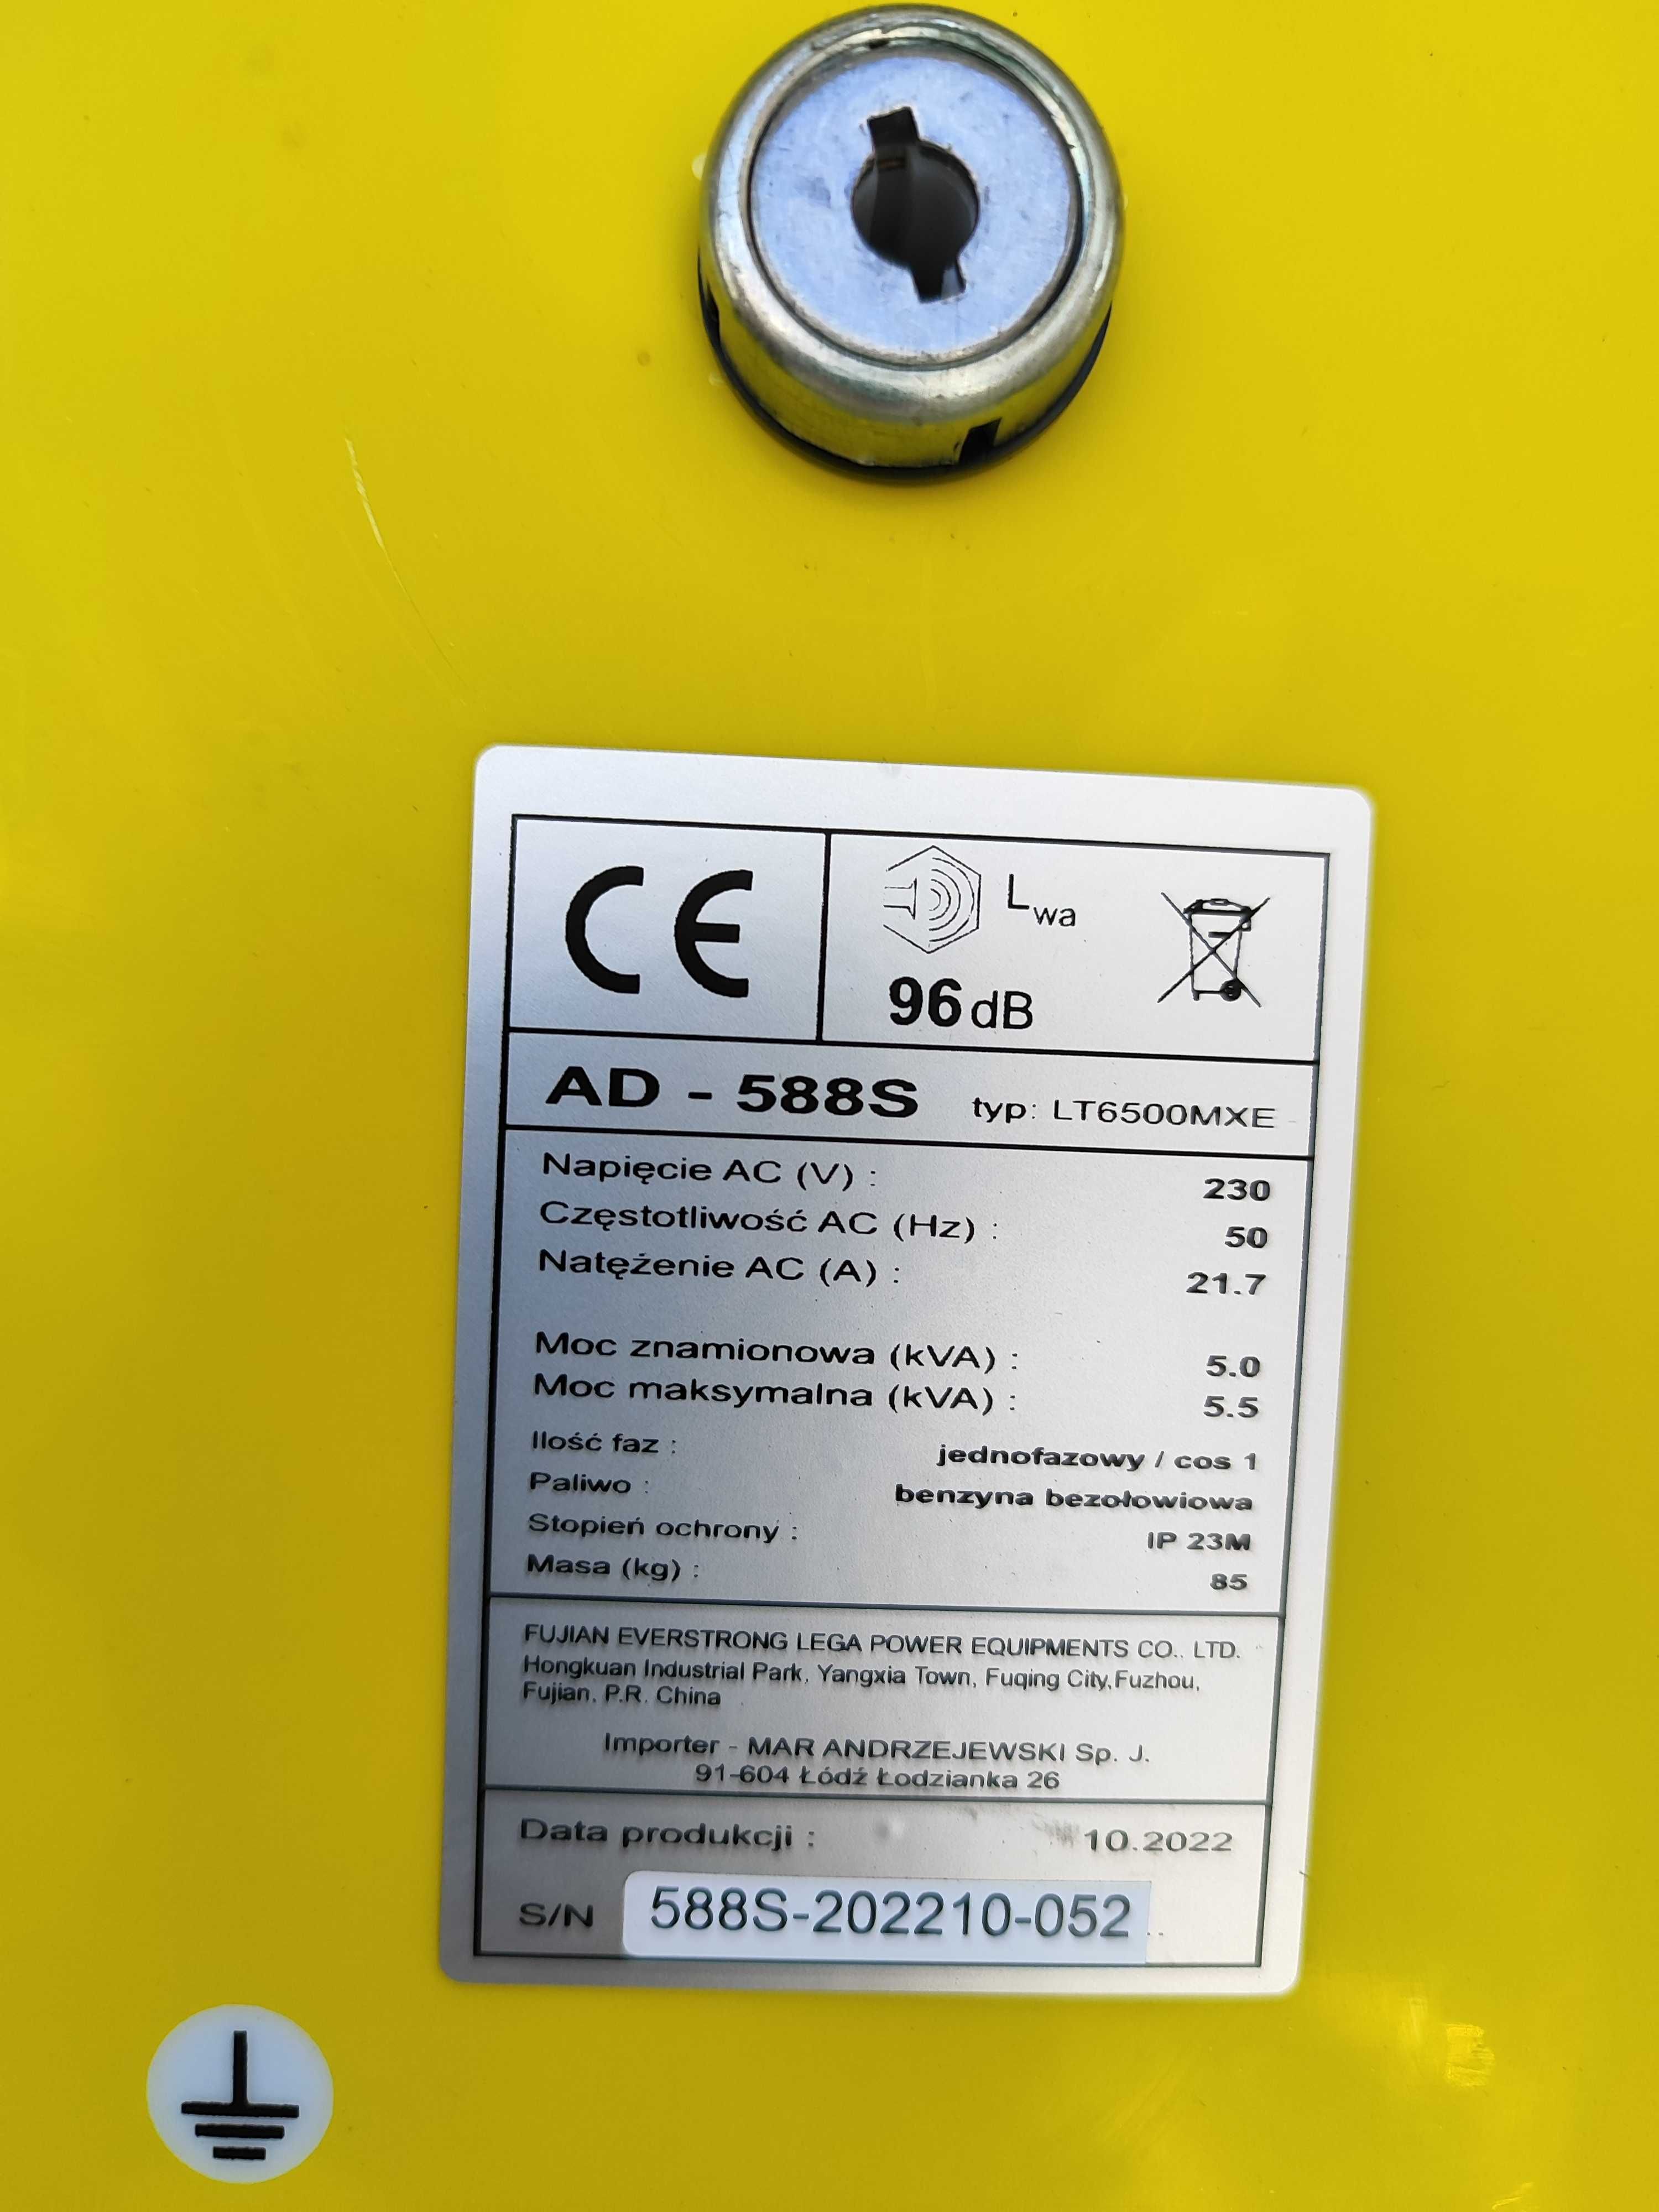 CE
Lwa
96 dB
AD - 588S typ: LT6500MXE
Napięcie AC (V) : 230
Częstotliwość AC (Hz) : 50
Natężenie AC (A) : 21.7
Moc znamionowa (kVA) : 5.0
Moc maksymalna (kVA) : 5.5
Ilość faz : jednofazowy / cos 1
Paliwo : benzyna bezołowiowa
Stopień ochrony : IP 23M
Masa (kg) : 85
FUJIAN EVERSTRONG LEGA POWER EQUIPMENTS CO., LTD.
Hongkuan Industrial Park, Yangxia Town, Fuqing City,Fuzhou,
Fujian, P.R. China
Importer - MAR ANDRZEJEWSKI Sp. J.
91-604 Łódź Łodzianka 26
Data produkcji : 10.2022
S/N 588S-202210-052